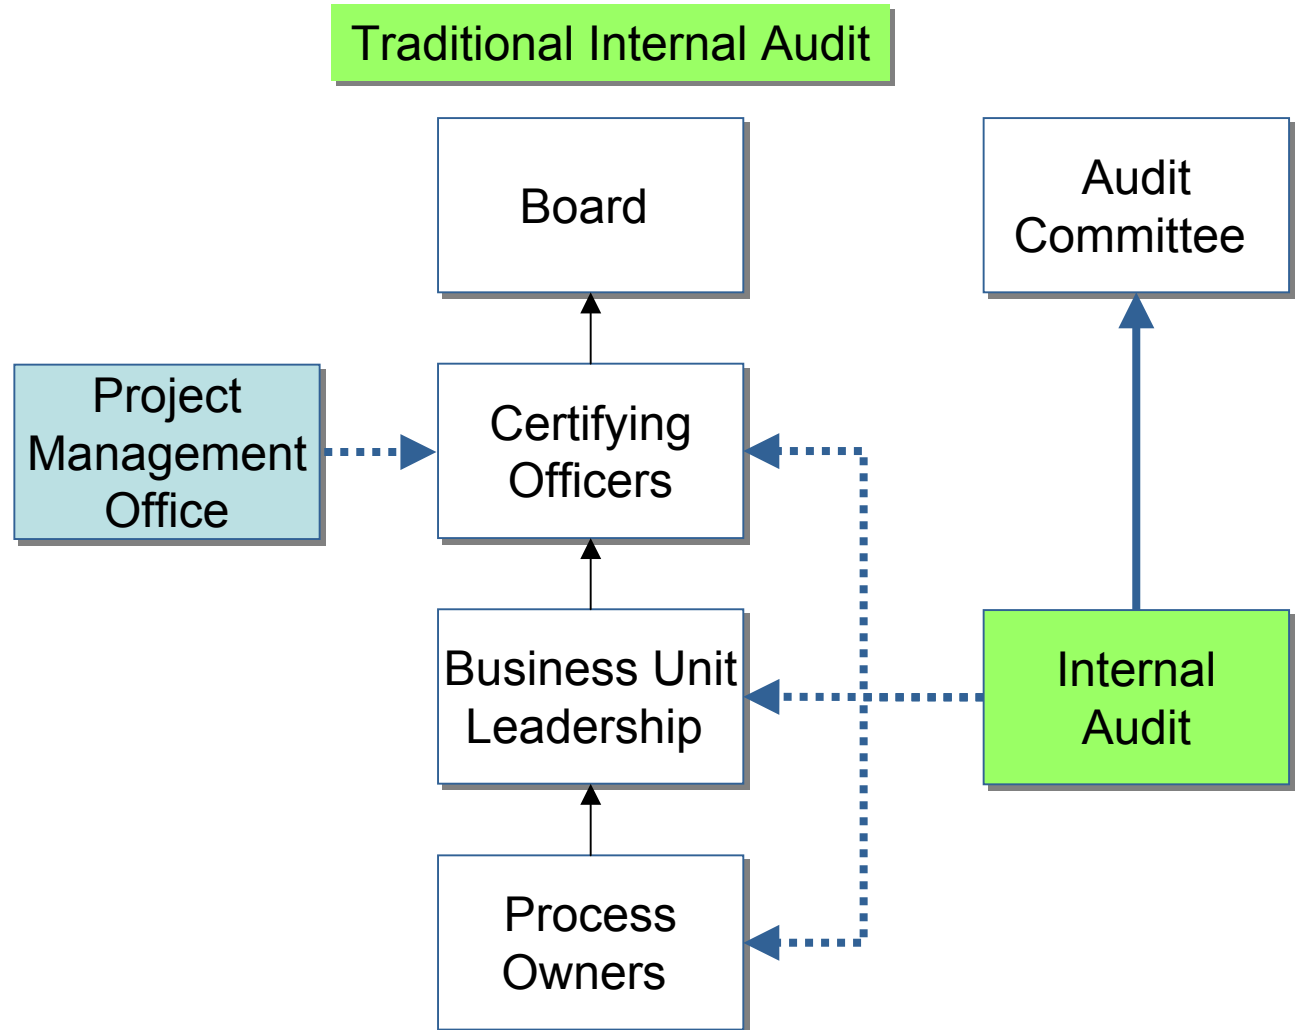 Traditional Internal Audit
Board
Audit
Committee
Project
Management
Office
Certifying
Officers
Business Unit
Leadership
Internal
Audit
Process
Owners